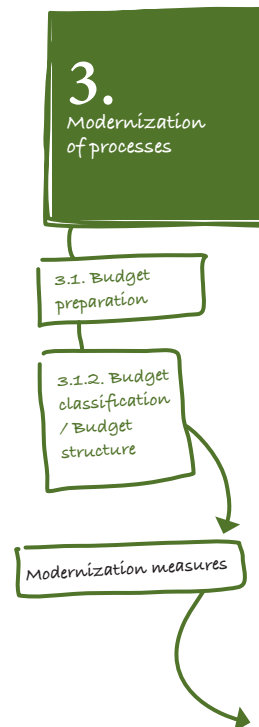 3.
Modernization
of processes
3.1. Budget
preparation
3.1.2. Budget
classification
/ Budget
structure
Modernization measures